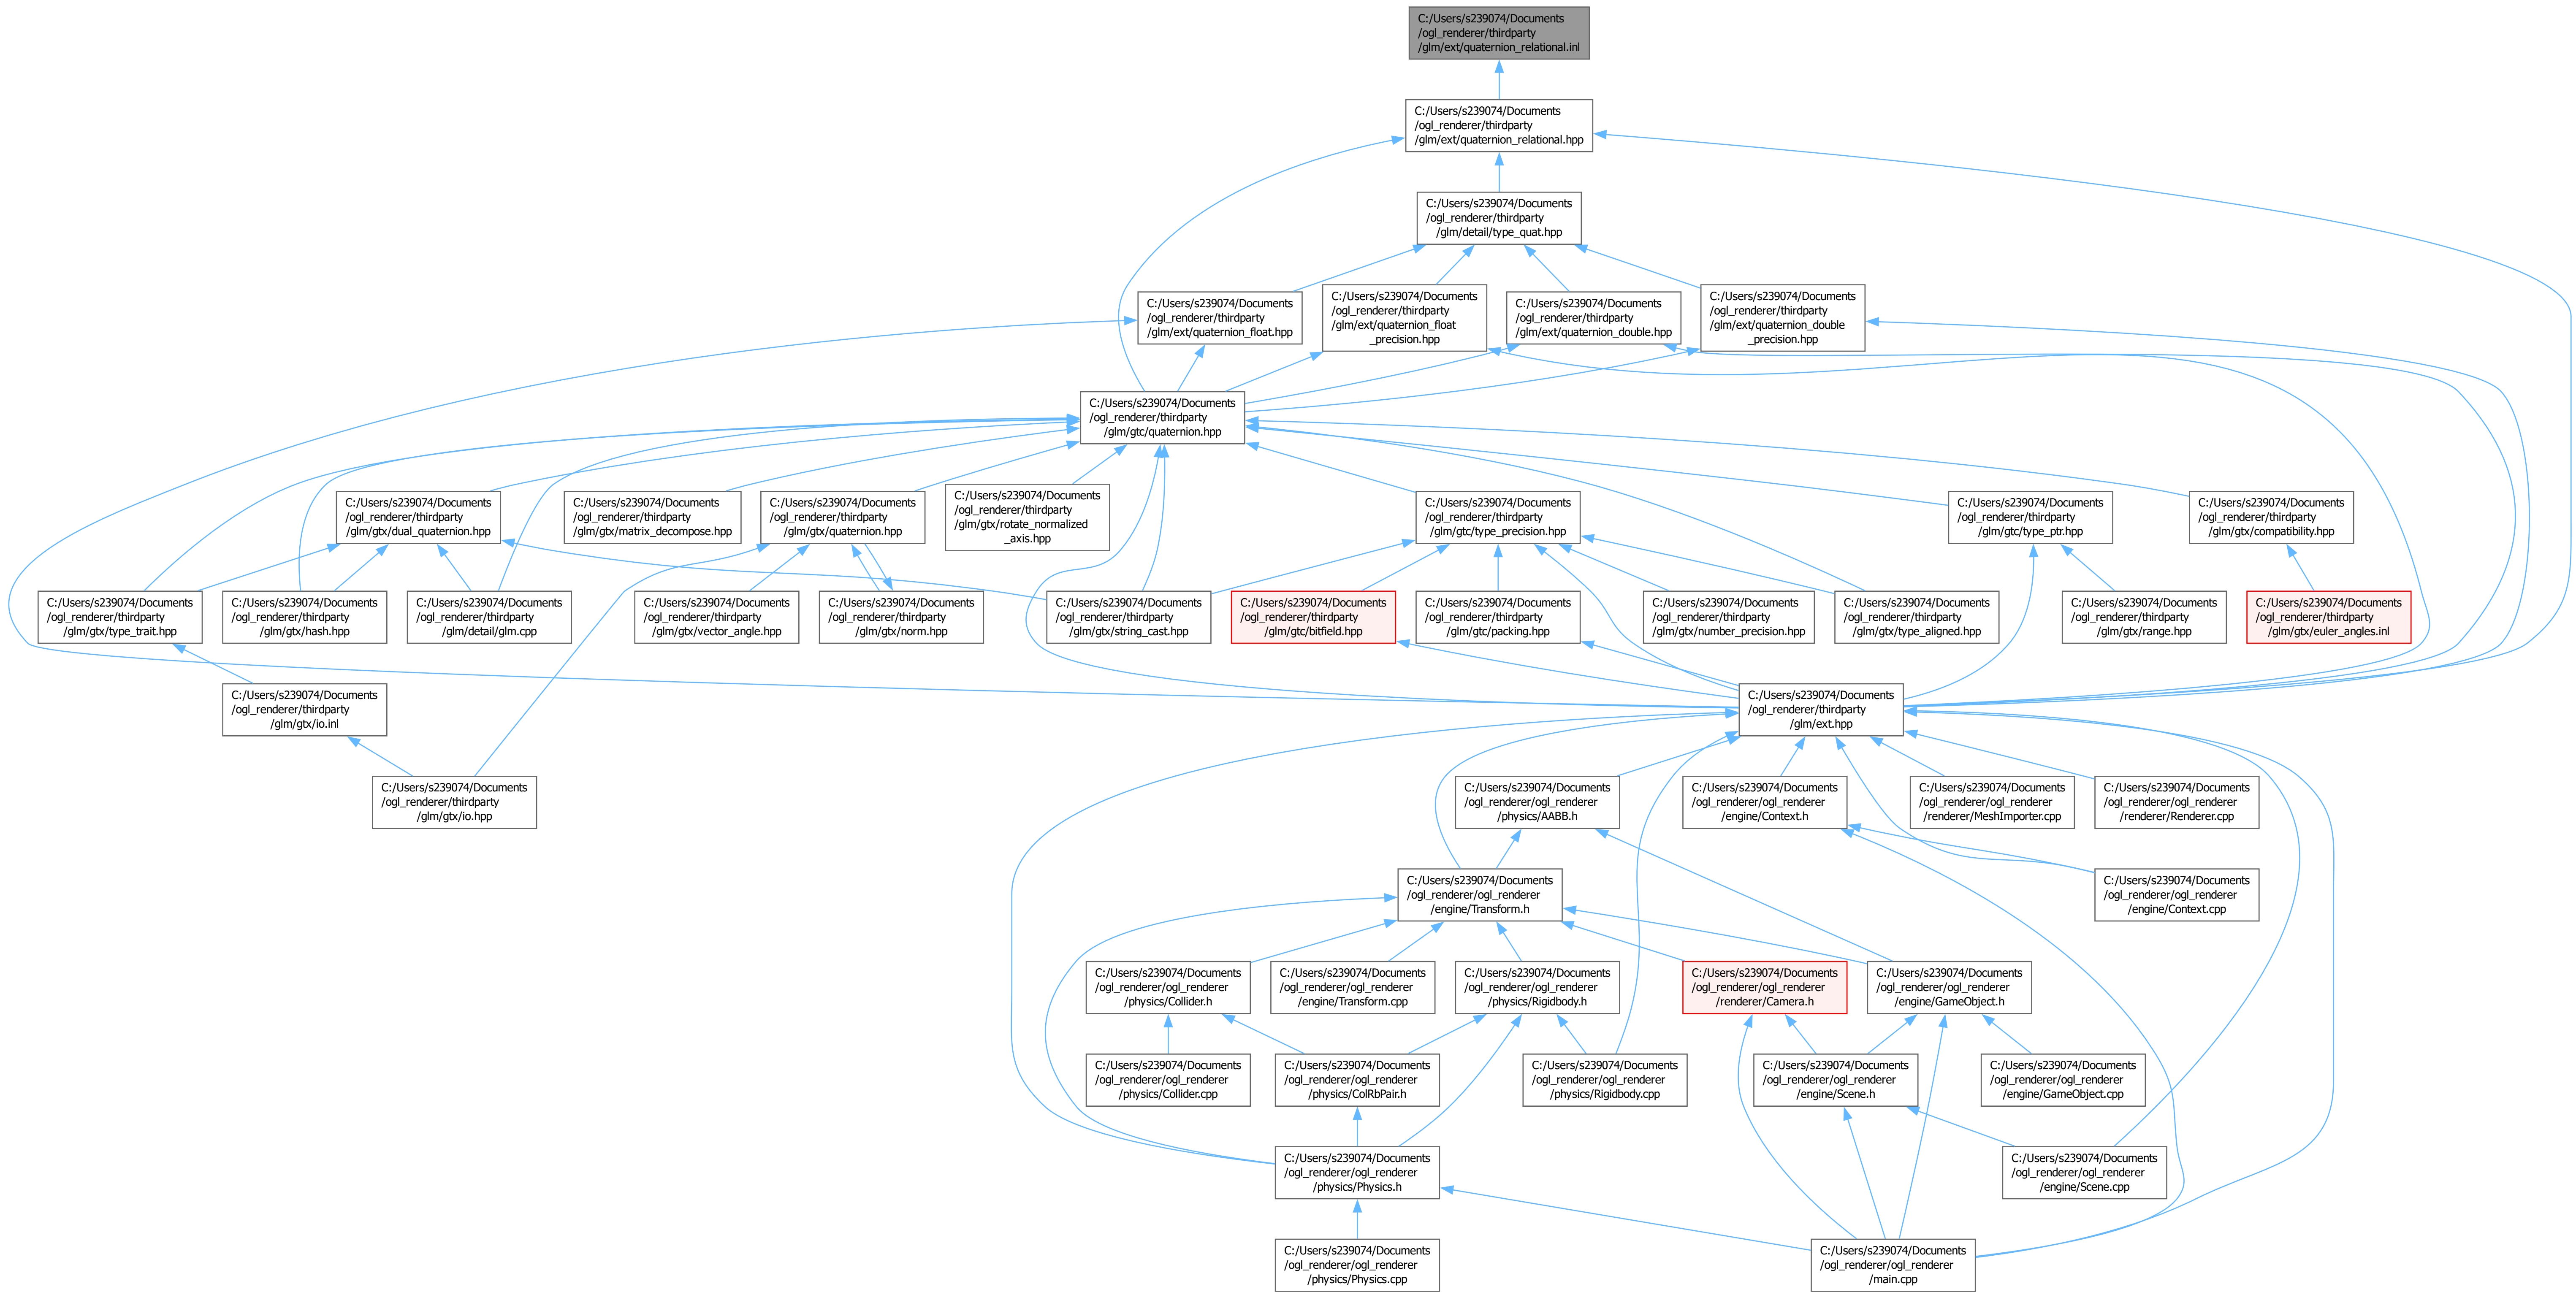 C:/Users/s239074/Documents
/ogl_renderer/thirdparty
/glm/ext/quaternion_relational.inl
C:/Users/s239074/Documents
/ogl_renderer/thirdparty
/glm/ext/quaternion_relational.hpp
C:/Users/s239074/Documents
/ogl_renderer/thirdparty
/glm/detail/type_quat.hpp
C:/Users/s239074/Documents
/ogl_renderer/thirdparty
/glm/ext/quaternion_float.hpp
C:/Users/s239074/Documents
/ogl_renderer/thirdparty
/glm/ext/quaternion_float
_precision.hpp
C:/Users/s239074/Documents
/ogl_renderer/thirdparty
/glm/ext/quaternion_double.hpp
C:/Users/s239074/Documents
/ogl_renderer/thirdparty
/glm/ext/quaternion_double
_precision.hpp
C:/Users/s239074/Documents
/ogl_renderer/thirdparty
/glm/gtc/quaternion.hpp
C:/Users/s239074/Documents
/ogl_renderer/thirdparty
/glm/gtx/dual_quaternion.hpp
C:/Users/s239074/Documents
/ogl_renderer/thirdparty
/glm/gtx/matrix_decompose.hpp
C:/Users/s239074/Documents
/ogl_renderer/thirdparty
/glm/gtx/quaternion.hpp
C:/Users/s239074/Documents
/ogl_renderer/thirdparty
/glm/gtx/rotate_normalized
_axis.hpp
C:/Users/s239074/Documents
/ogl_renderer/thirdparty
/glm/gtc/type_precision.hpp
C:/Users/s239074/Documents
/ogl_renderer/thirdparty
/glm/gtc/type_ptr.hpp
C:/Users/s239074/Documents
/ogl_renderer/thirdparty
/glm/gtx/compatibility.hpp
C:/Users/s239074/Documents
/ogl_renderer/thirdparty
/glm/gtx/type_trait.hpp
C:/Users/s239074/Documents
/ogl_renderer/thirdparty
/glm/gtx/hash.hpp
C:/Users/s239074/Documents
/ogl_renderer/thirdparty
/glm/detail/glm.cpp
C:/Users/s239074/Documents
/ogl_renderer/thirdparty
/glm/gtx/vector_angle.hpp
C:/Users/s239074/Documents
/ogl_renderer/thirdparty
/glm/gtx/norm.hpp
C:/Users/s239074/Documents
/ogl_renderer/thirdparty
/glm/gtx/string_cast.hpp
C:/Users/s239074/Documents
/ogl_renderer/thirdparty
/glm/gtc/bitfield.hpp
C:/Users/s239074/Documents
/ogl_renderer/thirdparty
/glm/gtc/packing.hpp
C:/Users/s239074/Documents
/ogl_renderer/thirdparty
/glm/gtx/number_precision.hpp
C:/Users/s239074/Documents
/ogl_renderer/thirdparty
/glm/gtx/type_aligned.hpp
C:/Users/s239074/Documents
/ogl_renderer/thirdparty
/glm/gtx/range.hpp
C:/Users/s239074/Documents
/ogl_renderer/thirdparty
/glm/gtx/euler_angles.inl
C:/Users/s239074/Documents
/ogl_renderer/thirdparty
/glm/gtx/io.inl
C:/Users/s239074/Documents
/ogl_renderer/thirdparty
/glm/ext.hpp
C:/Users/s239074/Documents
/ogl_renderer/thirdparty
/glm/gtx/io.hpp
C:/Users/s239074/Documents
/ogl_renderer/ogl_renderer
/physics/AABB.h
C:/Users/s239074/Documents
/ogl_renderer/ogl_renderer
/engine/Context.h
C:/Users/s239074/Documents
/ogl_renderer/ogl_renderer
/renderer/MeshImporter.cpp
C:/Users/s239074/Documents
/ogl_renderer/ogl_renderer
/renderer/Renderer.cpp
C:/Users/s239074/Documents
/ogl_renderer/ogl_renderer
/engine/Transform.h
C:/Users/s239074/Documents
/ogl_renderer/ogl_renderer
/engine/Context.cpp
C:/Users/s239074/Documents
/ogl_renderer/ogl_renderer
/physics/Collider.h
C:/Users/s239074/Documents
/ogl_renderer/ogl_renderer
/engine/Transform.cpp
C:/Users/s239074/Documents
/ogl_renderer/ogl_renderer
/physics/Rigidbody.h
C:/Users/s239074/Documents
/ogl_renderer/ogl_renderer
/renderer/Camera.h
C:/Users/s239074/Documents
/ogl_renderer/ogl_renderer
/engine/GameObject.h
C:/Users/s239074/Documents
/ogl_renderer/ogl_renderer
/physics/Collider.cpp
C:/Users/s239074/Documents
/ogl_renderer/ogl_renderer
/physics/ColRbPair.h
C:/Users/s239074/Documents
/ogl_renderer/ogl_renderer
/physics/Rigidbody.cpp
C:/Users/s239074/Documents
/ogl_renderer/ogl_renderer
/engine/Scene.h
C:/Users/s239074/Documents
/ogl_renderer/ogl_renderer
/engine/GameObject.cpp
C:/Users/s239074/Documents
/ogl_renderer/ogl_renderer
/physics/Physics.h
C:/Users/s239074/Documents
/ogl_renderer/ogl_renderer
/engine/Scene.cpp
C:/Users/s239074/Documents
/ogl_renderer/ogl_renderer
/physics/Physics.cpp
C:/Users/s239074/Documents
/ogl_renderer/ogl_renderer
/main.cpp